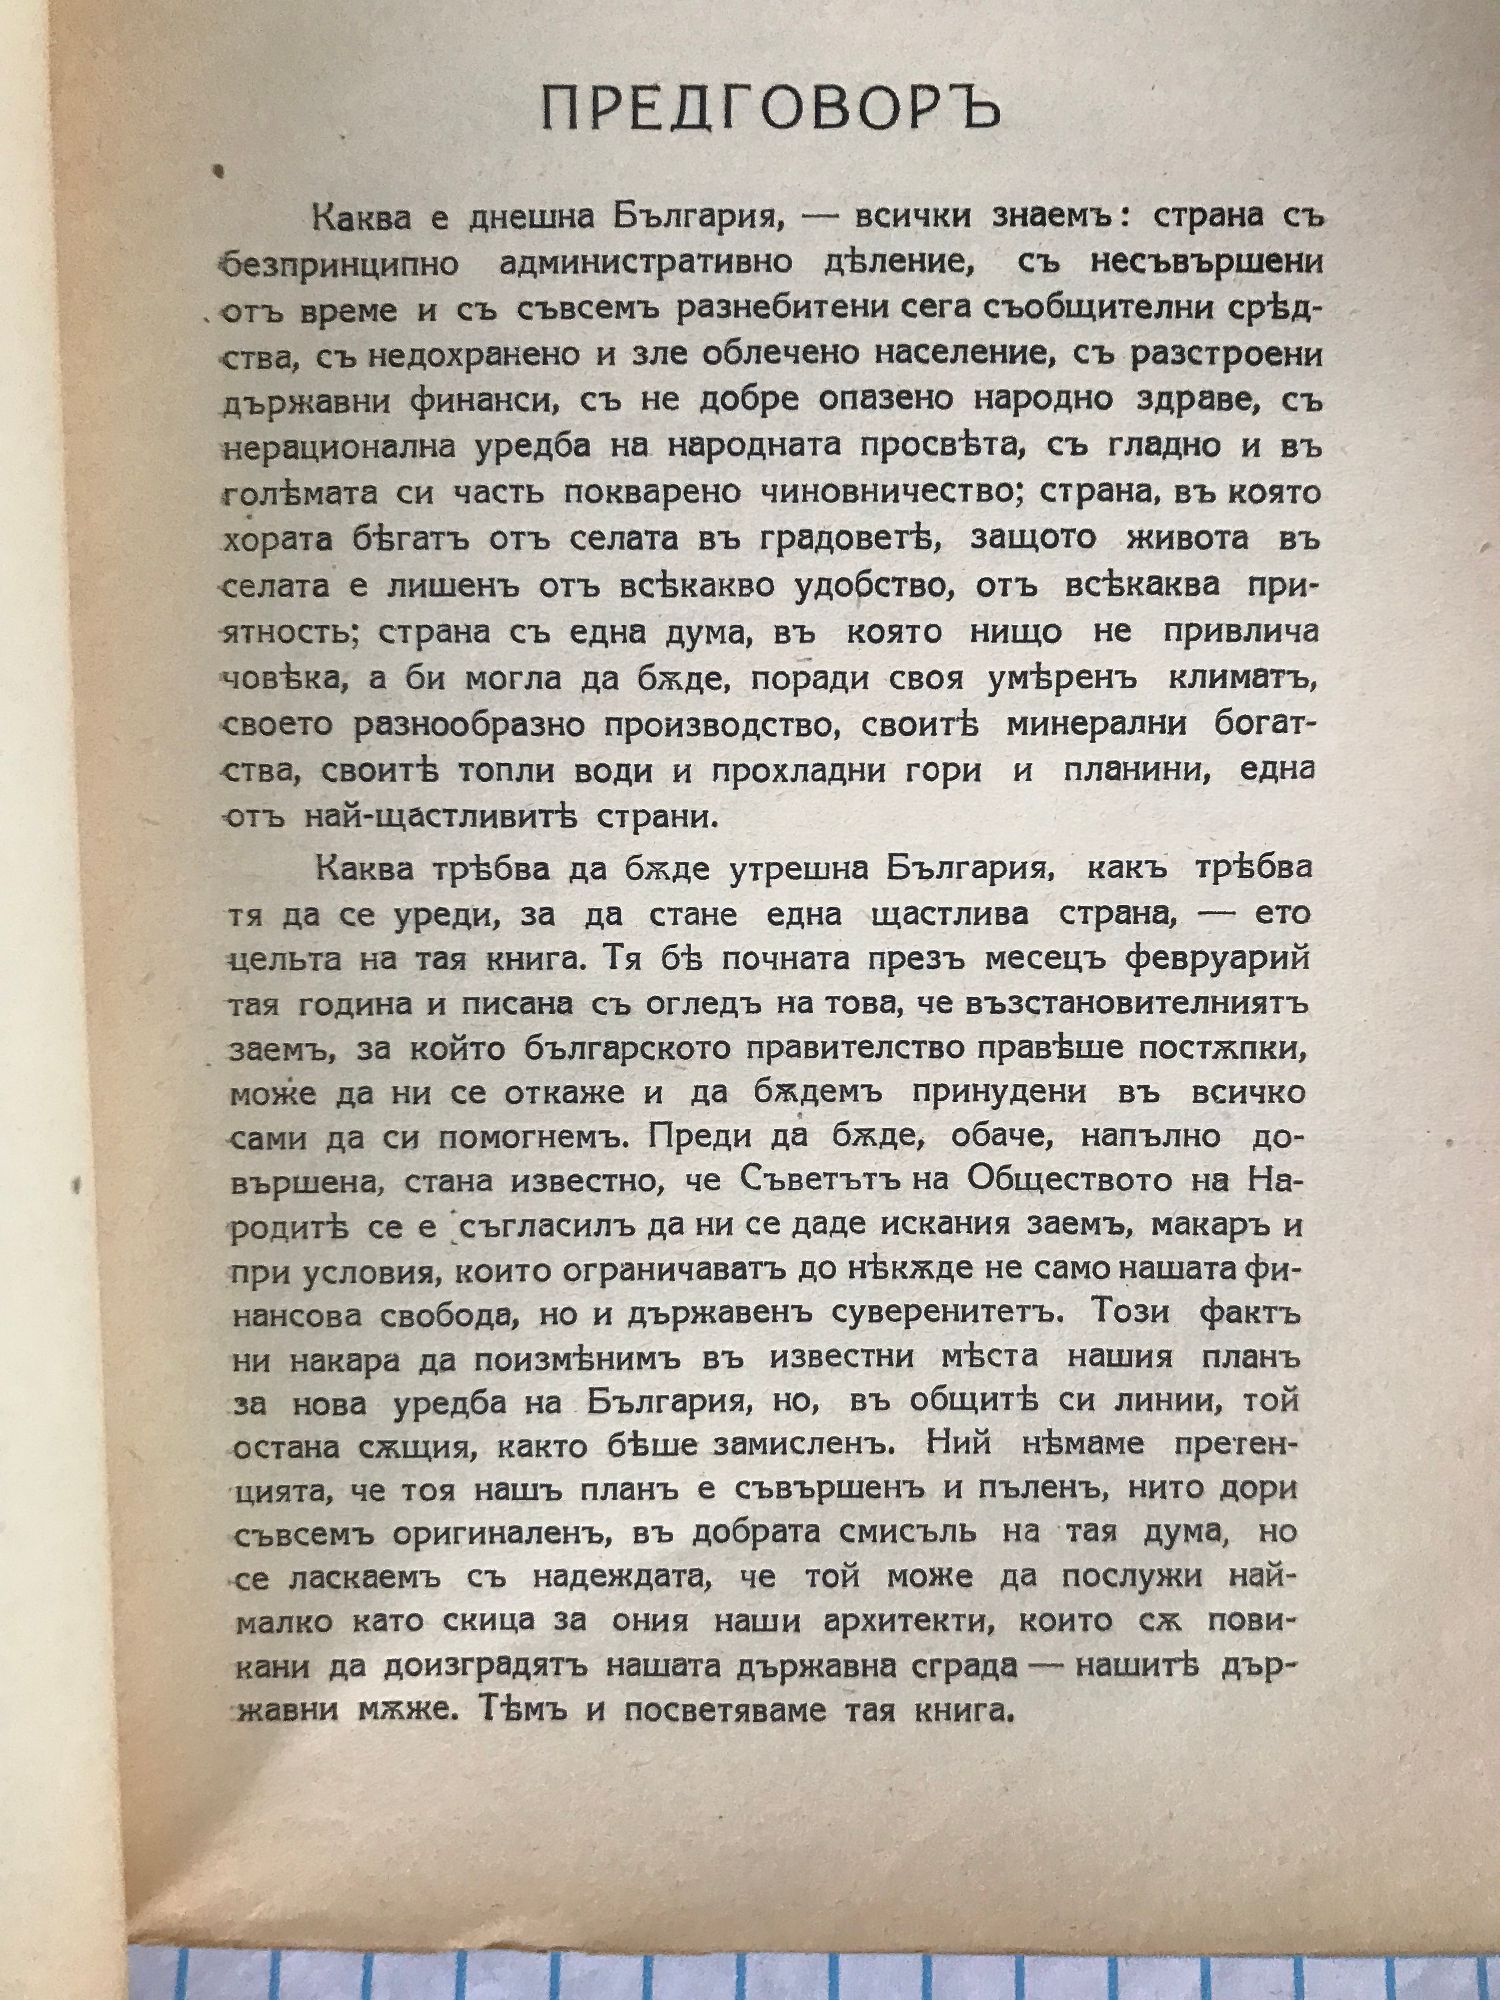 ПРЕДГОВОРЪ
Каква е днешна България, — всички знаемъ: страна съ
безпринципно административно дѣление, съ несъвършени
отъ време и съ съвсемъ разнебитени сега съобщителни срѣд-
ства, съ недохранено и зле облечено население, съ разстроени
държавни финанси, съ не добре опазено народно здраве, съ
нерационална уредба на народната просвѣта, съ гладно и въ
голѣмата си часть покварено чиновничество; страна, въ която
хората бѣгатъ отъ селата въ градоветѣ, защото живота въ
селата е лишенъ отъ всѣкакво удобство, отъ всѣкаква при-
ятность; страна съ една дума, въ която нищо не привлича
човѣка, а би могла да бѫде, поради своя умѣренъ климатъ,
своето разнообразно производство, своитѣ минерални богат-
ства, своитѣ топли води и прохладни гори и планини, една
отъ най-щастливитѣ страни.
Каква трѣбва да бѫде утрешна България, какъ трѣбва
тя да се уреди, за да стане една щастлива страна, — ето
цельта на тая книга. Тя бѣ почната презъ месецъ февруарий
тая година и писана съ огледъ на това, че възстановителниятъ
заемъ, за който българското правителство правѣше постѫпки,
може да ни се откаже и да бѫдемъ принудени въ всичко
сами да си помогнемъ. Преди да бѫде, обаче, напълно до-
вършена, стана известно, че Съветътъ на Обществото на На-
родитѣ се е съгласилъ да ни се даде искания заемъ, макаръ и
при условия, които ограничаватъ до нѣкѫде не само нашата фи-
нансова свобода, но и държавенъ суверенитетъ. Този фактъ
ни накара да поизмѣнимъ въ известни мѣста нашия планъ
за нова уредба на България, но, въ общитѣ си линии, той
остана сѫщия, както бѣше замисленъ. Ний нѣмаме претен-
цията, че тоя нашъ планъ е съвършенъ и пъленъ, нито дори
съвсемъ оригиналенъ, въ добрата смисъль на тая дума, но
се ласкаемъ съ надеждата, че той може да послужи най-
малко като скица за ония наши архитекти, които сѫ пови-
кани да доизградятъ нашата държавна сграда — нашитѣ дър-
жавни мѫже. Тѣмъ и посветяваме тая книга.